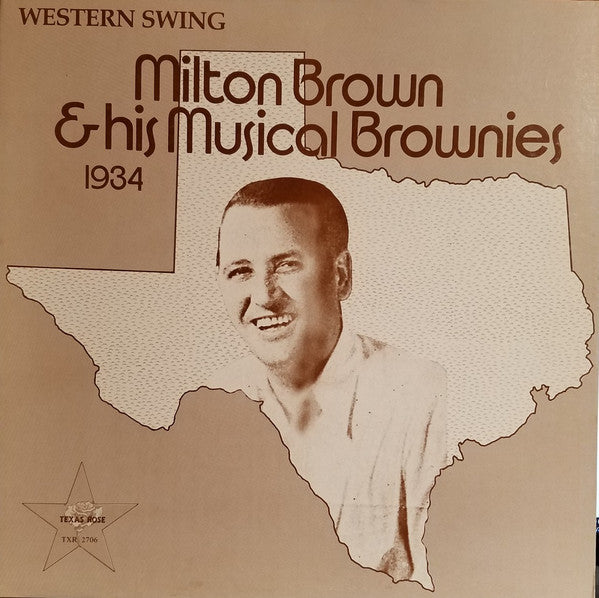 WESTERN SWING
Milton Brown
& his Musical Brownies
1934
TEXAS ROSE
TXR 2706